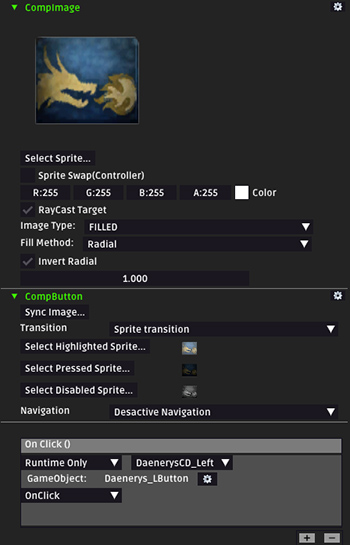 CompImage
Select Sprite...
Sprite Swap(Controller)
R:255 G:255 B:255 A:255 Color
RayCast Target
Image Type: FILLED
Fill Method: Radial
Invert Radial
1.000
CompButton
Sync Image...
Transition Sprite transition
Select Highlighted Sprite...
Select Pressed Sprite...
Select Disabled Sprite...
Navigation Desactive Navigation
On Click ()
Runtime Only DaenerysCD_Left
GameObject: Daenerys_LButton
OnClick
+ −